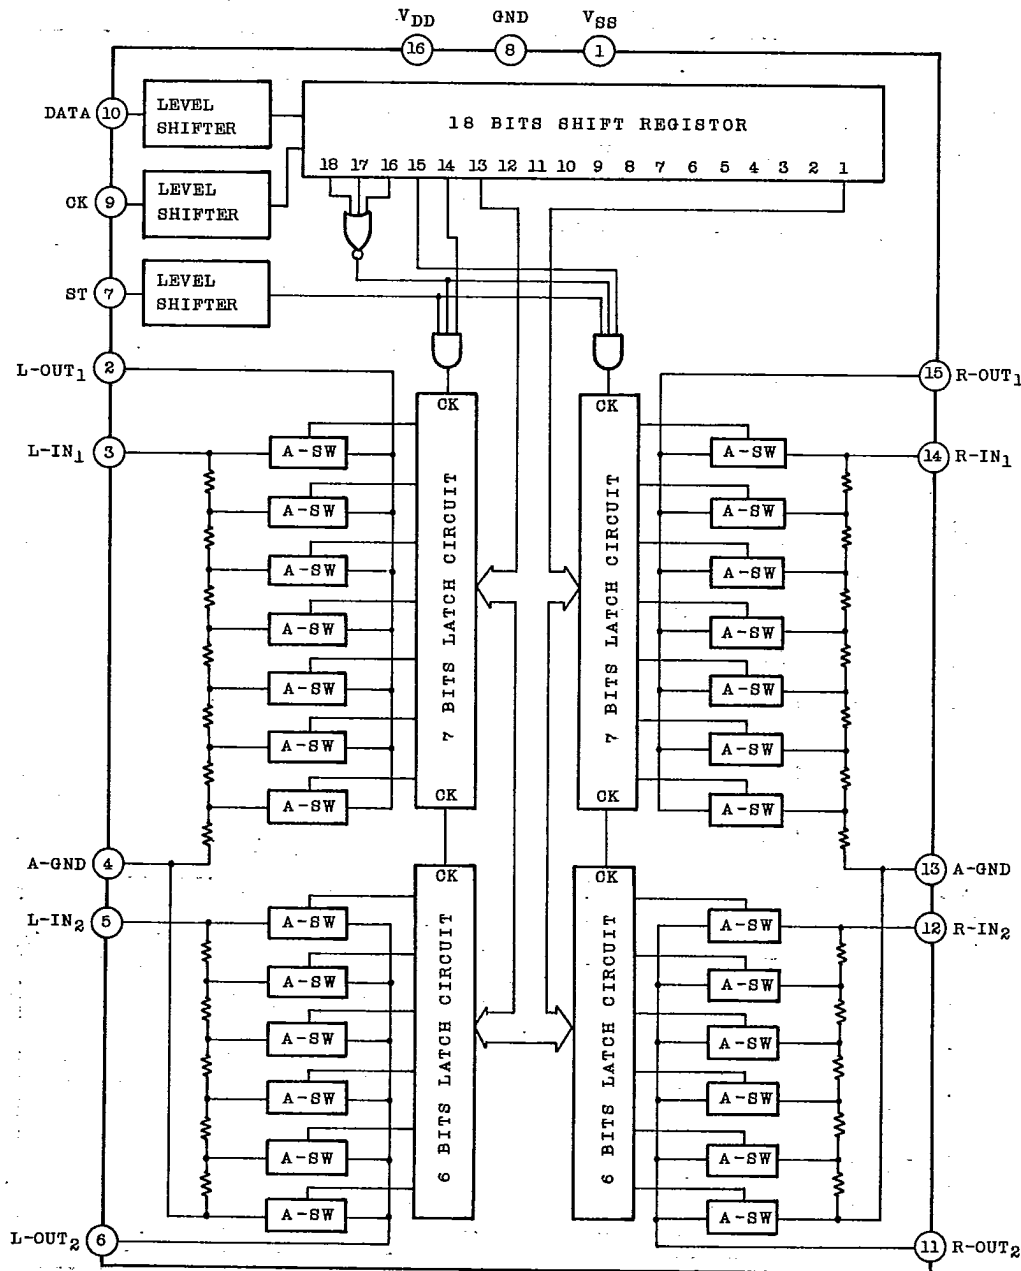 VDD GND VSS
16 8 1
DATA 10 LEVEL SHIFTER
18 BITS SHIFT REGISTOR
18 17 16 15 14 13 12 11 10 9 8 7 6 5 4 3 2 1
CK 9 LEVEL SHIFTER
ST 7 LEVEL SHIFTER
L-OUT1 2
15 R-OUT1
CK
CK
L-IN1 3
14 R-IN1
A-SW
A-SW
A-SW
A-SW
A-SW
A-SW
A-SW
7 BITS LATCH CIRCUIT
7 BITS LATCH CIRCUIT
A-SW
A-SW
A-SW
A-SW
A-SW
A-SW
A-SW
CK
CK
A-GND 4
13 A-GND
CK
CK
L-IN2 5
12 R-IN2
A-SW
A-SW
A-SW
A-SW
A-SW
A-SW
6 BITS LATCH CIRCUIT
6 BITS LATCH CIRCUIT
A-SW
A-SW
A-SW
A-SW
A-SW
A-SW
L-OUT2 6
11 R-OUT2